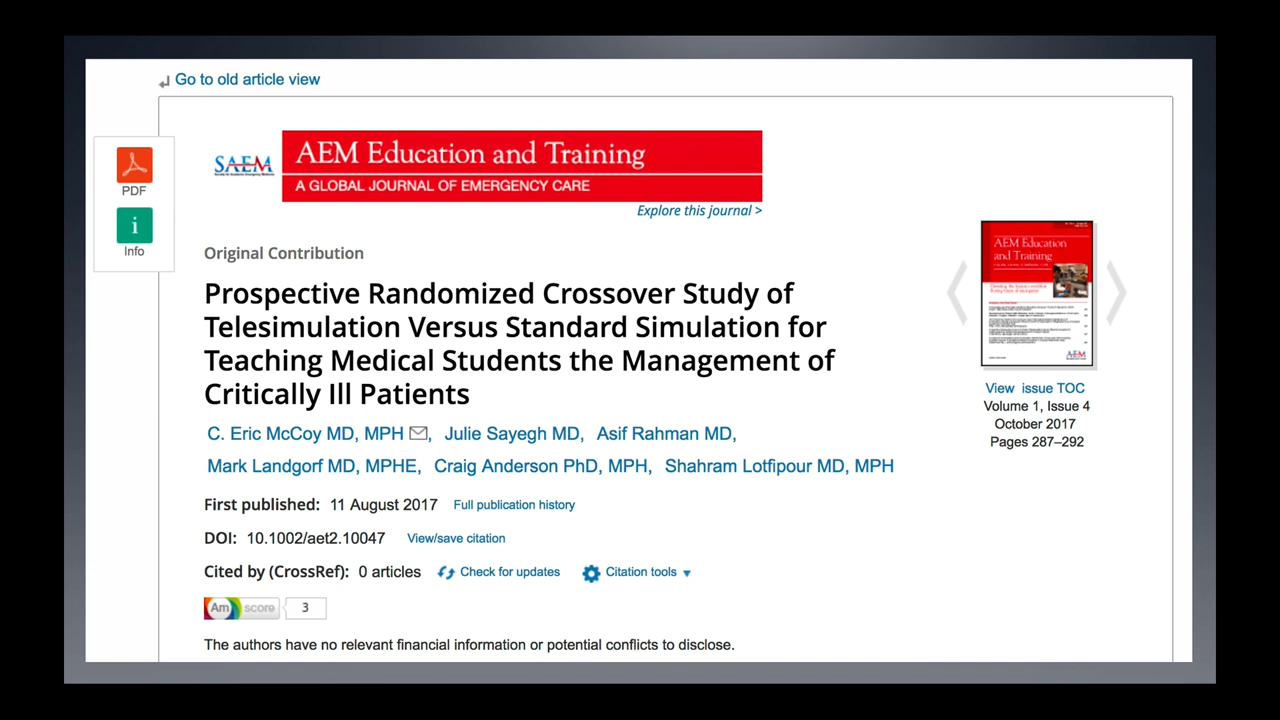 Go to old article view
PDF
Info
SAEM
AEM Education and Training
A GLOBAL JOURNAL OF EMERGENCY CARE
Explore this journal >
Original Contribution
Prospective Randomized Crossover Study of
Telesimulation Versus Standard Simulation for
Teaching Medical Students the Management of
Critically Ill Patients
C. Eric McCoy MD, MPH, Julie Sayegh MD, Asif Rahman MD,
Mark Landgorf MD, MPHE, Craig Anderson PhD, MPH, Shahram Lotfipour MD, MPH
First published: 11 August 2017 Full publication history
DOI: 10.1002/aet2.10047 View/save citation
Cited by (CrossRef): 0 articles Check for updates Citation tools
Am score 3
The authors have no relevant financial information or potential conflicts to disclose.
AEM Education
and Training
AEM
View issue TOC
Volume 1, Issue 4
October 2017
Pages 287–292